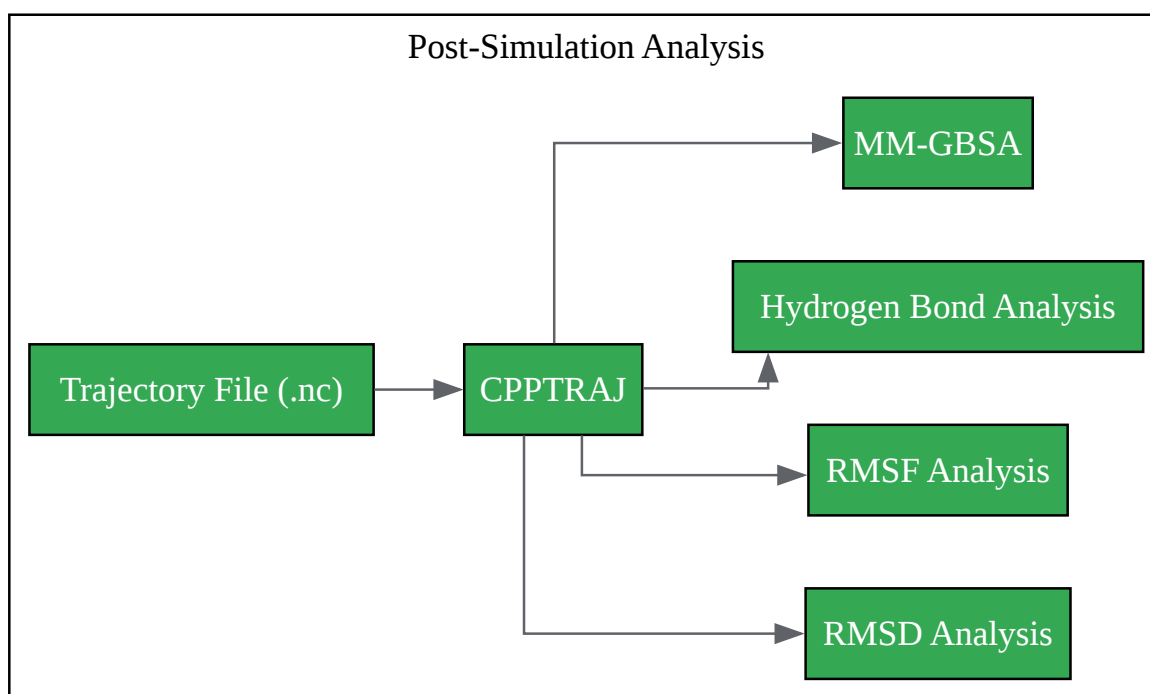 Post-Simulation Analysis
MM-GBSA
Hydrogen Bond Analysis
Trajectory File (.nc)
CPPTRAJ
RMSF Analysis
RMSD Analysis